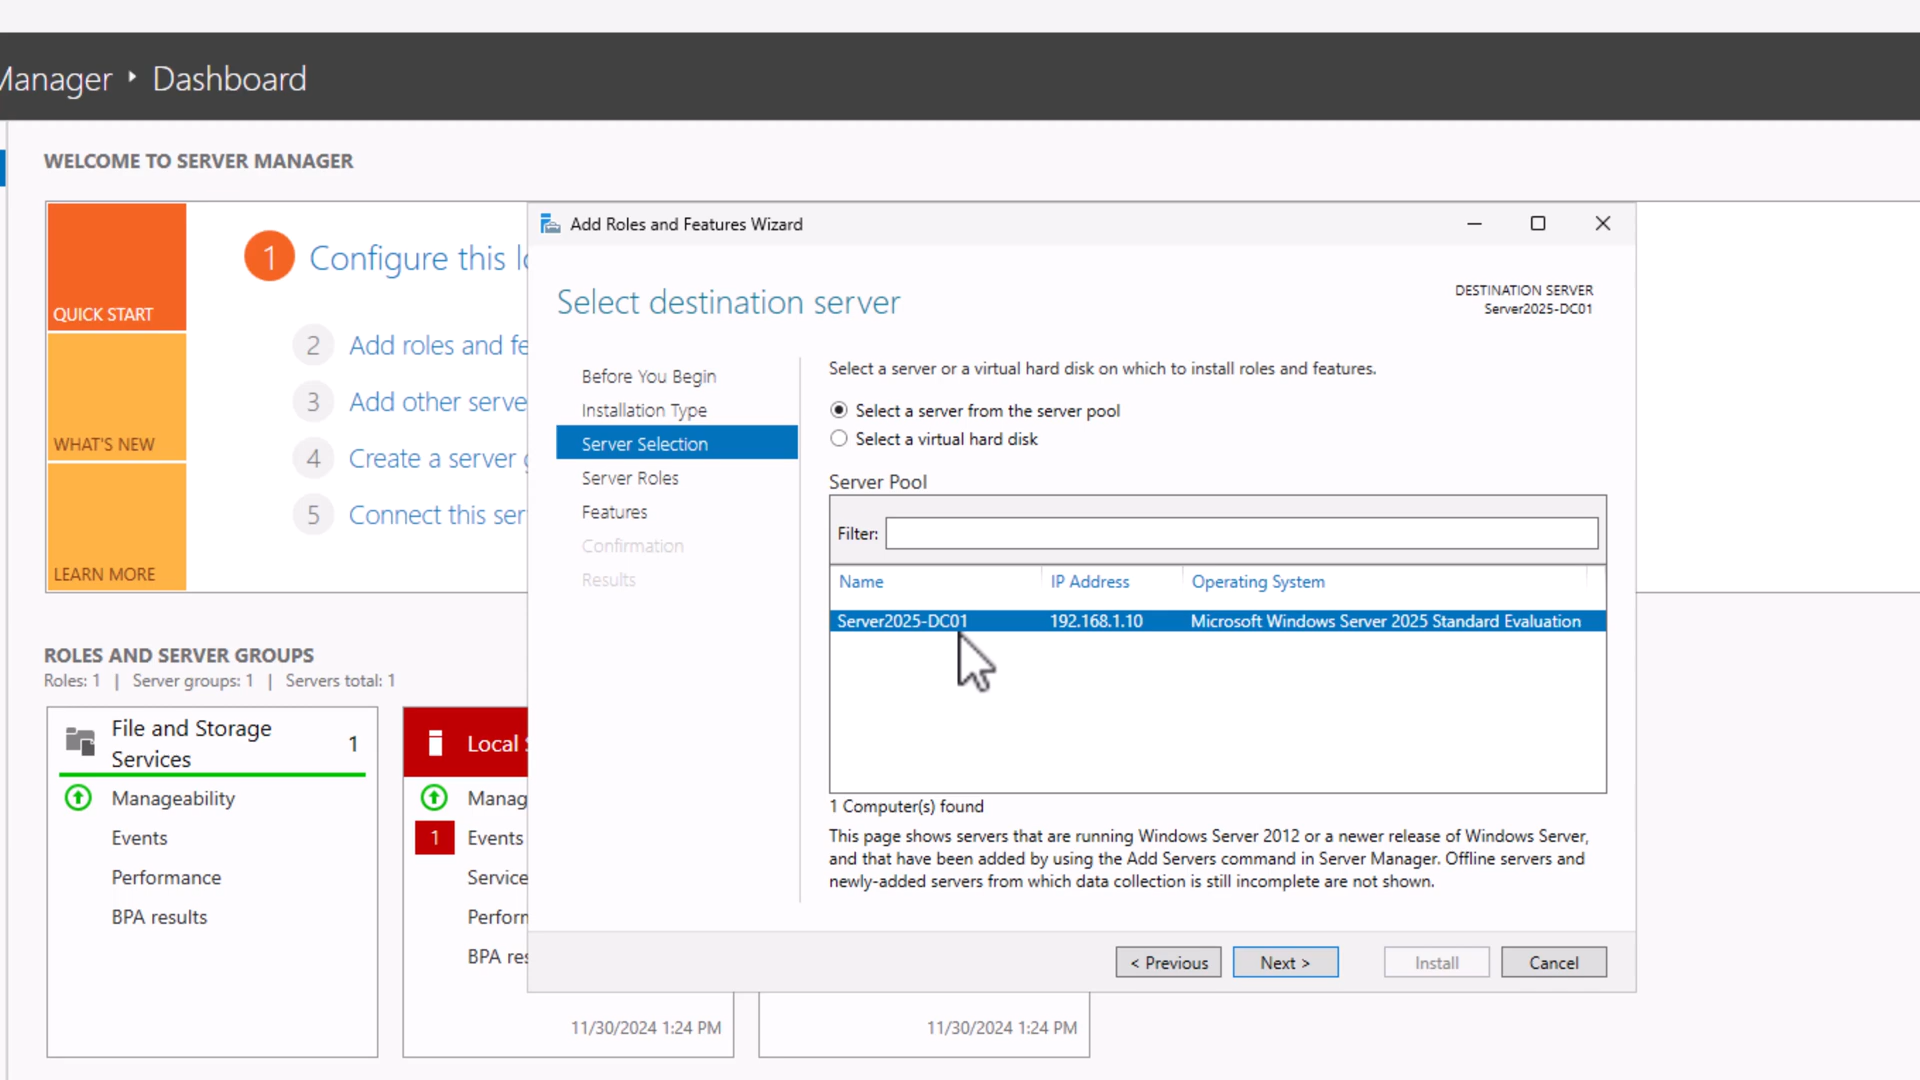 Manager ▸ Dashboard
WELCOME TO SERVER MANAGER
QUICK START
WHAT'S NEW
LEARN MORE
1 Configure this lo
2 Add roles and fe
3 Add other serve
4 Create a server g
5 Connect this ser
Add Roles and Features Wizard
Select destination server
DESTINATION SERVER
Server2025-DC01
Before You Begin
Installation Type
Server Selection
Server Roles
Features
Confirmation
Results
Select a server or a virtual hard disk on which to install roles and features.
Select a server from the server pool
Select a virtual hard disk
Server Pool
Filter:
Name IP Address Operating System
Server2025-DC01 192.168.1.10 Microsoft Windows Server 2025 Standard Evaluation
1 Computer(s) found
This page shows servers that are running Windows Server 2012 or a newer release of Windows Server,
and that have been added by using the Add Servers command in Server Manager. Offline servers and
newly-added servers from which data collection is still incomplete are not shown.
< Previous Next > Install Cancel
ROLES AND SERVER GROUPS
Roles: 1 | Server groups: 1 | Servers total: 1
File and Storage
Services 1
Manageability
Events
Performance
BPA results
Local S
Manag
1 Events
Service
Perforn
BPA res
11/30/2024 1:24 PM
11/30/2024 1:24 PM